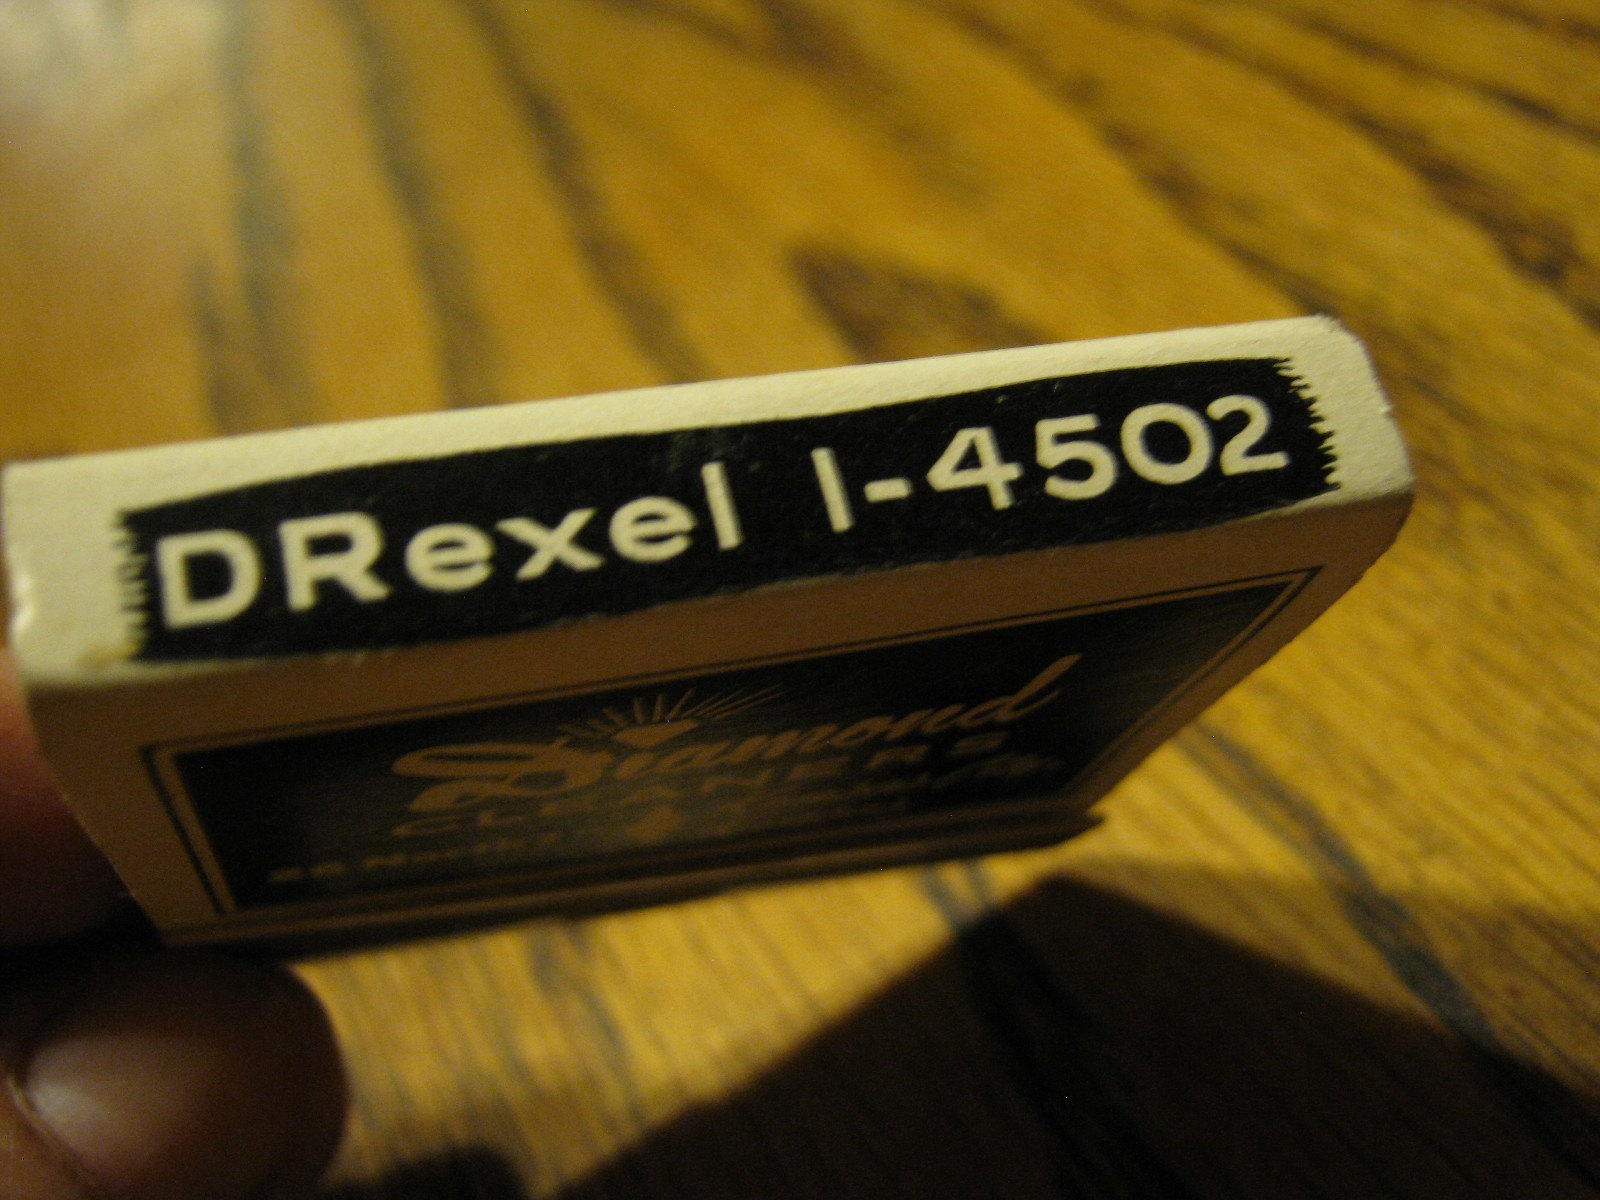 DRexel 1-4502
Diamond
CLEANERS